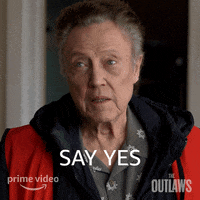 SAY YES
prime video
THE
OUTLAWS